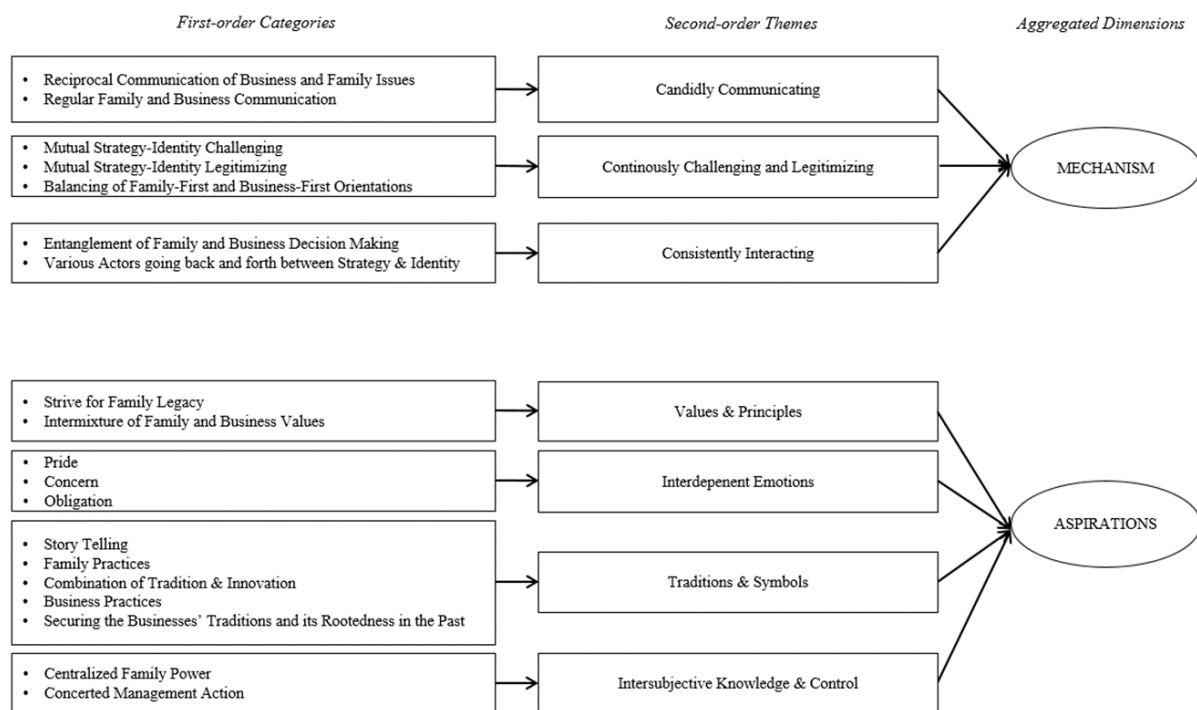 First-order Categories
Second-order Themes
Aggregated Dimensions
• Reciprocal Communication of Business and Family Issues
• Regular Family and Business Communication
Candidly Communicating
• Mutual Strategy-Identity Challenging
• Mutual Strategy-Identity Legitimizing
• Balancing of Family-First and Business-First Orientations
Continously Challenging and Legitimizing
MECHANISM
• Entanglement of Family and Business Decision Making
• Various Actors going back and forth between Strategy & Identity
Consistently Interacting
• Strive for Family Legacy
• Intermixture of Family and Business Values
Values & Principles
• Pride
• Concern
• Obligation
Interdepenent Emotions
ASPIRATIONS
• Story Telling
• Family Practices
• Combination of Tradition & Innovation
• Business Practices
• Securing the Businesses’ Traditions and its Rootedness in the Past
Traditions & Symbols
• Centralized Family Power
• Concerted Management Action
Intersubjective Knowledge & Control